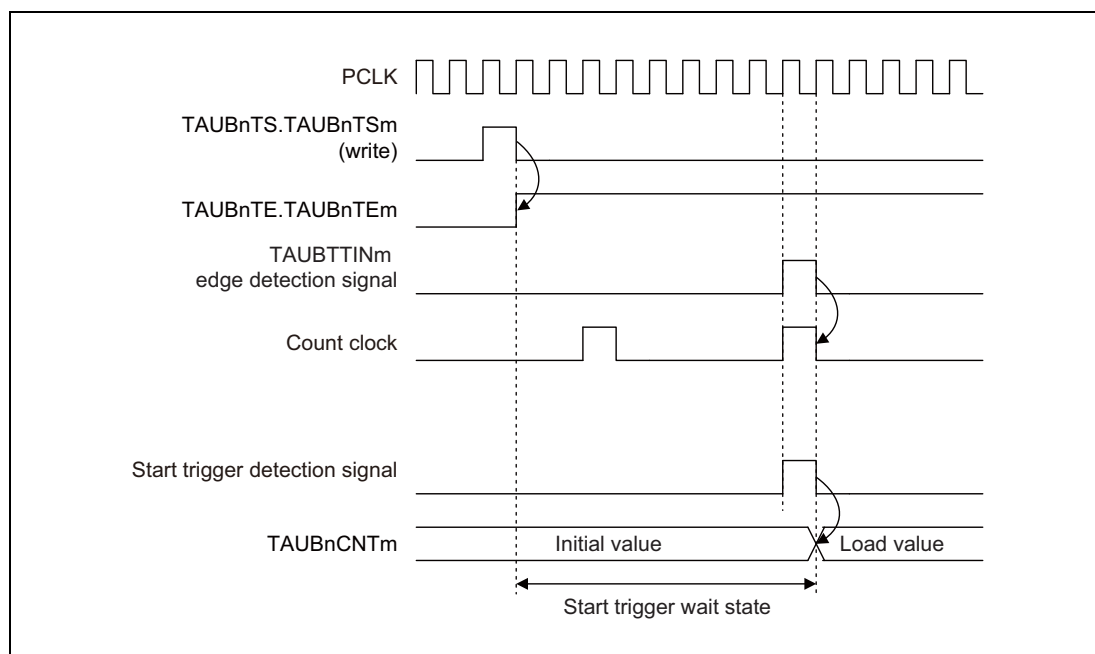 PCLK
TAUBnTS.TAUBnTSm
(write)
TAUBnTE.TAUBnTEm
TAUBTTINm
edge detection signal
Count clock
Start trigger detection signal
TAUBnCNTm
Initial value
Load value
Start trigger wait state